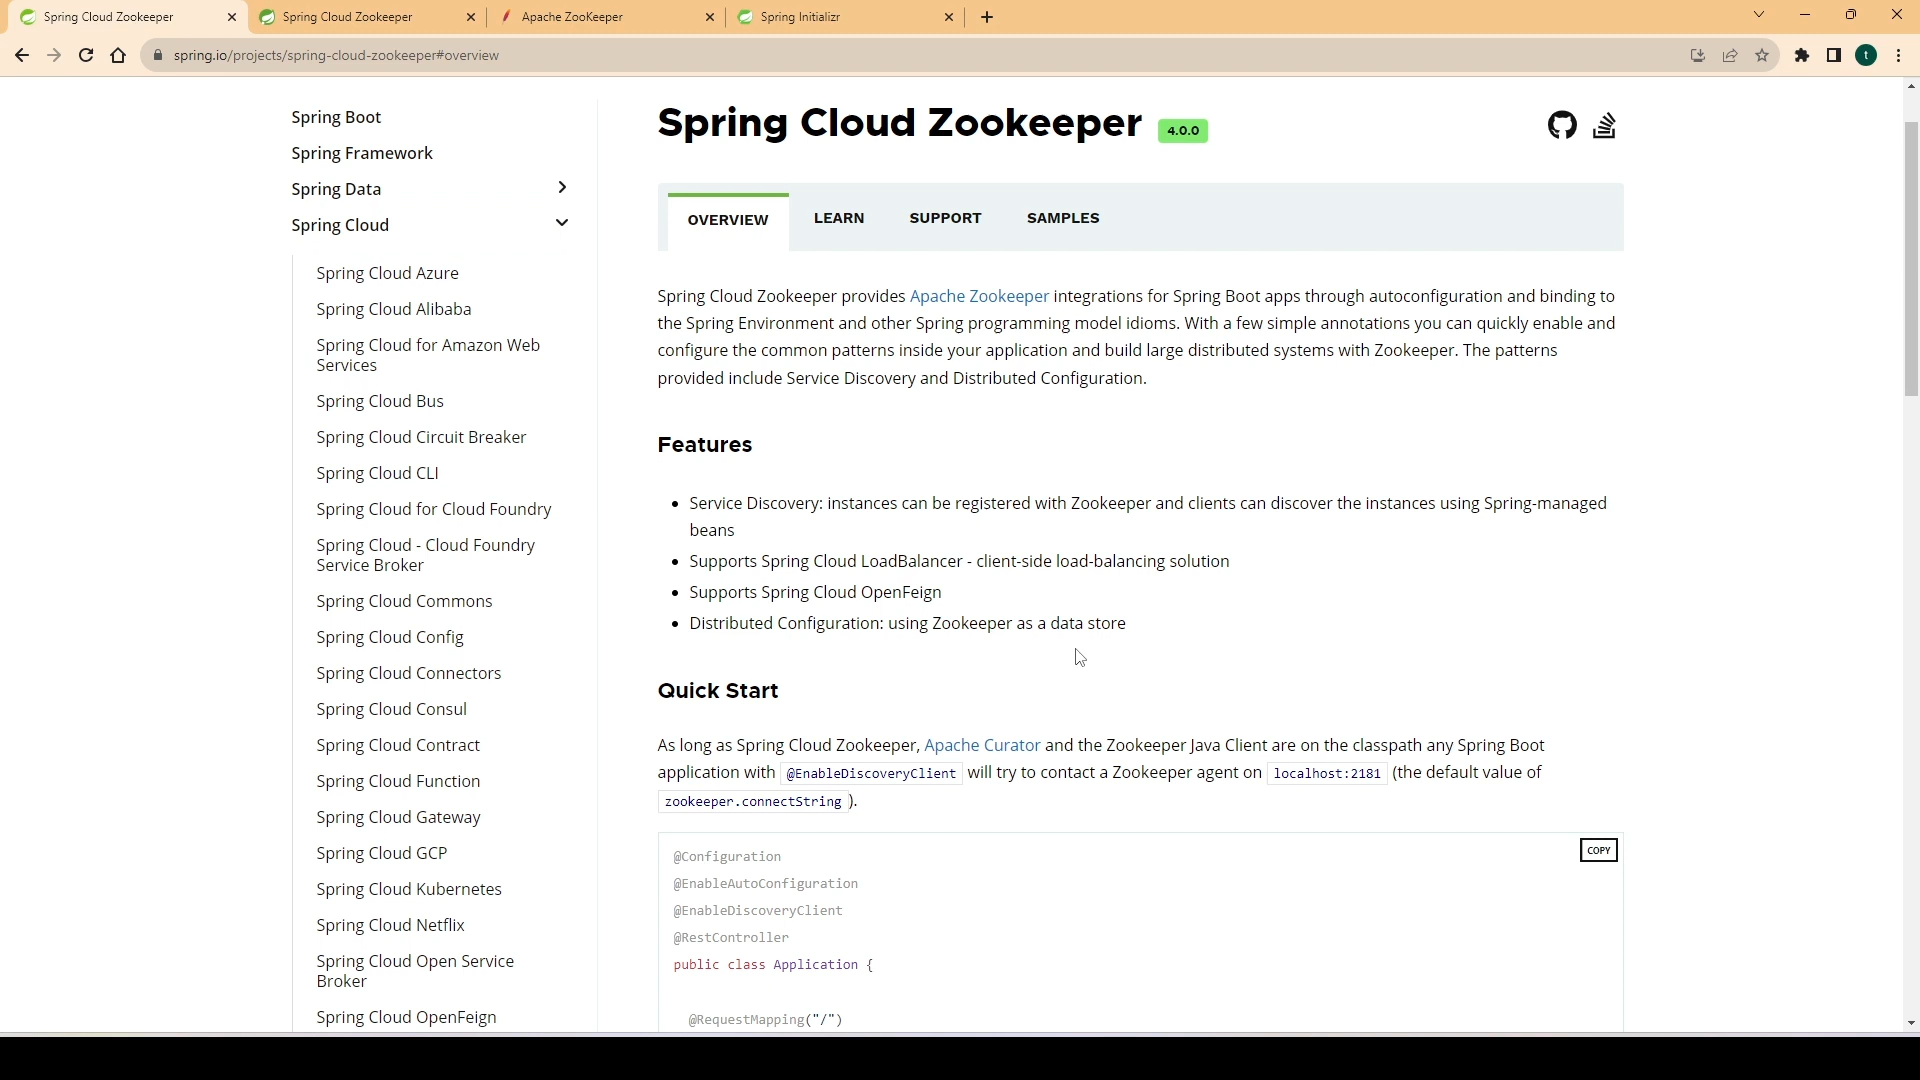 Spring Cloud Zookeeper
Spring Cloud Zookeeper
Apache ZooKeeper
Spring Initializr
spring.io/projects/spring-cloud-zookeeper#overview
t
Spring Boot
Spring Framework
Spring Data
Spring Cloud
Spring Cloud Azure
Spring Cloud Alibaba
Spring Cloud for Amazon Web
Services
Spring Cloud Bus
Spring Cloud Circuit Breaker
Spring Cloud CLI
Spring Cloud for Cloud Foundry
Spring Cloud - Cloud Foundry
Service Broker
Spring Cloud Commons
Spring Cloud Config
Spring Cloud Connectors
Spring Cloud Consul
Spring Cloud Contract
Spring Cloud Function
Spring Cloud Gateway
Spring Cloud GCP
Spring Cloud Kubernetes
Spring Cloud Netflix
Spring Cloud Open Service
Broker
Spring Cloud OpenFeign
Spring Cloud Zookeeper 4.0.0
OVERVIEW LEARN SUPPORT SAMPLES
Spring Cloud Zookeeper provides Apache Zookeeper integrations for Spring Boot apps through autoconfiguration and binding to
the Spring Environment and other Spring programming model idioms. With a few simple annotations you can quickly enable and
configure the common patterns inside your application and build large distributed systems with Zookeeper. The patterns
provided include Service Discovery and Distributed Configuration.
Features
• Service Discovery: instances can be registered with Zookeeper and clients can discover the instances using Spring-managed
beans
• Supports Spring Cloud LoadBalancer - client-side load-balancing solution
• Supports Spring Cloud OpenFeign
• Distributed Configuration: using Zookeeper as a data store
Quick Start
As long as Spring Cloud Zookeeper, Apache Curator and the Zookeeper Java Client are on the classpath any Spring Boot
application with @EnableDiscoveryClient will try to contact a Zookeeper agent on localhost:2181 (the default value of
zookeeper.connectString ).
COPY
@Configuration
@EnableAutoConfiguration
@EnableDiscoveryClient
@RestController
public class Application {
@RequestMapping("/")